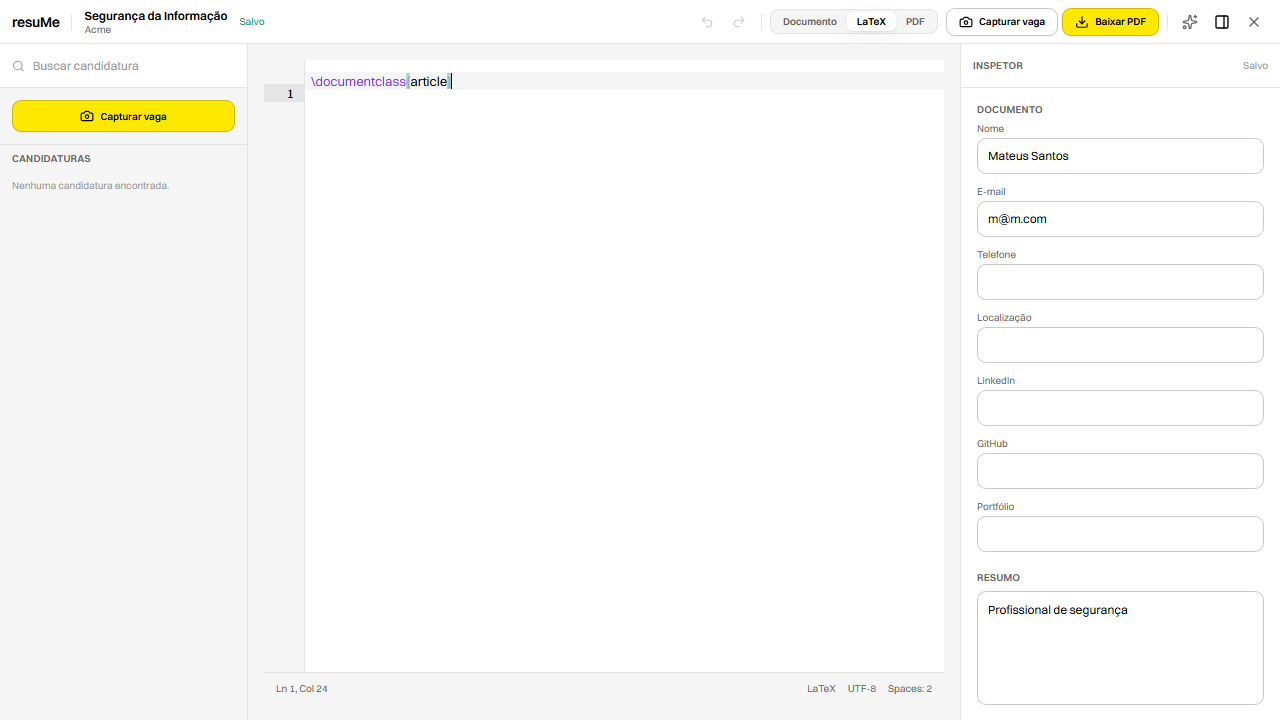 resuMe
Segurança da Informação
Acme
Salvo
Documento
LaTeX
PDF
Capturar vaga
Baixar PDF
Buscar candidatura
Capturar vaga
CANDIDATURAS
Nenhuma candidatura encontrada.
1
\documentclass{article}
Ln 1, Col 24
LaTeX
UTF-8
Spaces: 2
INSPETOR
Salvo
DOCUMENTO
Nome
Mateus Santos
E-mail
m@m.com
Telefone
Localização
LinkedIn
GitHub
Portfólio
RESUMO
Profissional de segurança